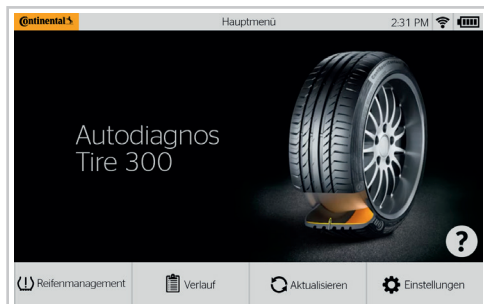 Continental
Hauptmenü
2:31 PM
Autodiagnos
Tire 300
?
Reifenmanagement
Verlauf
Aktualisieren
Einstellungen